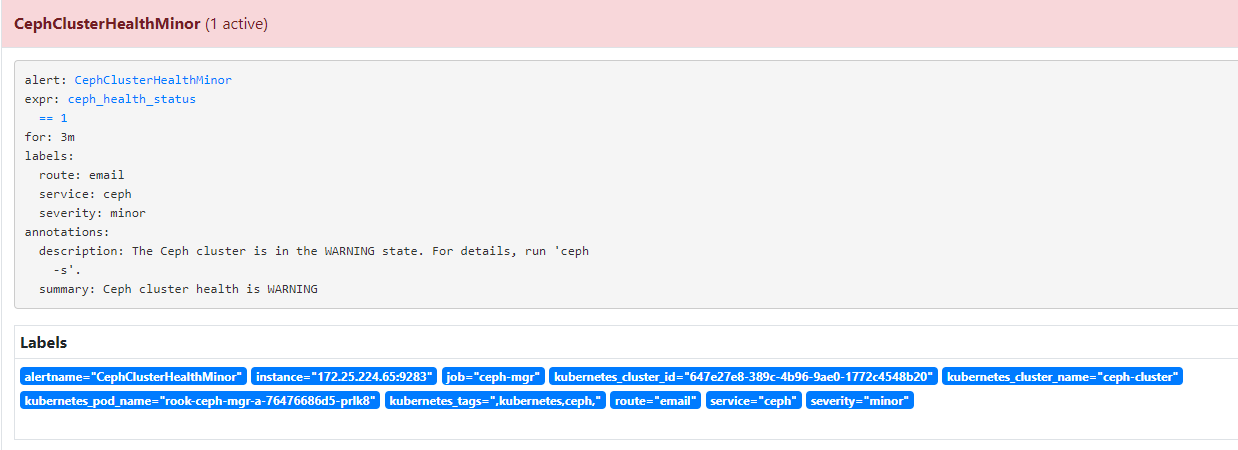 CephClusterHealthMinor (1 active)
alert: CephClusterHealthMinor
expr: ceph_health_status
  == 1
for: 3m
labels:
  route: email
  service: ceph
  severity: minor
annotations:
  description: The Ceph cluster is in the WARNING state. For details, run 'ceph
    -s'.
  summary: Ceph cluster health is WARNING
Labels
alertname="CephClusterHealthMinor" instance="172.25.224.65:9283" job="ceph-mgr" kubernetes_cluster_id="647e27e8-389c-4b96-9ae0-1772c4548b20" kubernetes_cluster_name="ceph-cluster"
kubernetes_pod_name="rook-ceph-mgr-a-76476686d5-prlk8" kubernetes_tags=",kubernetes,ceph," route="email" service="ceph" severity="minor"